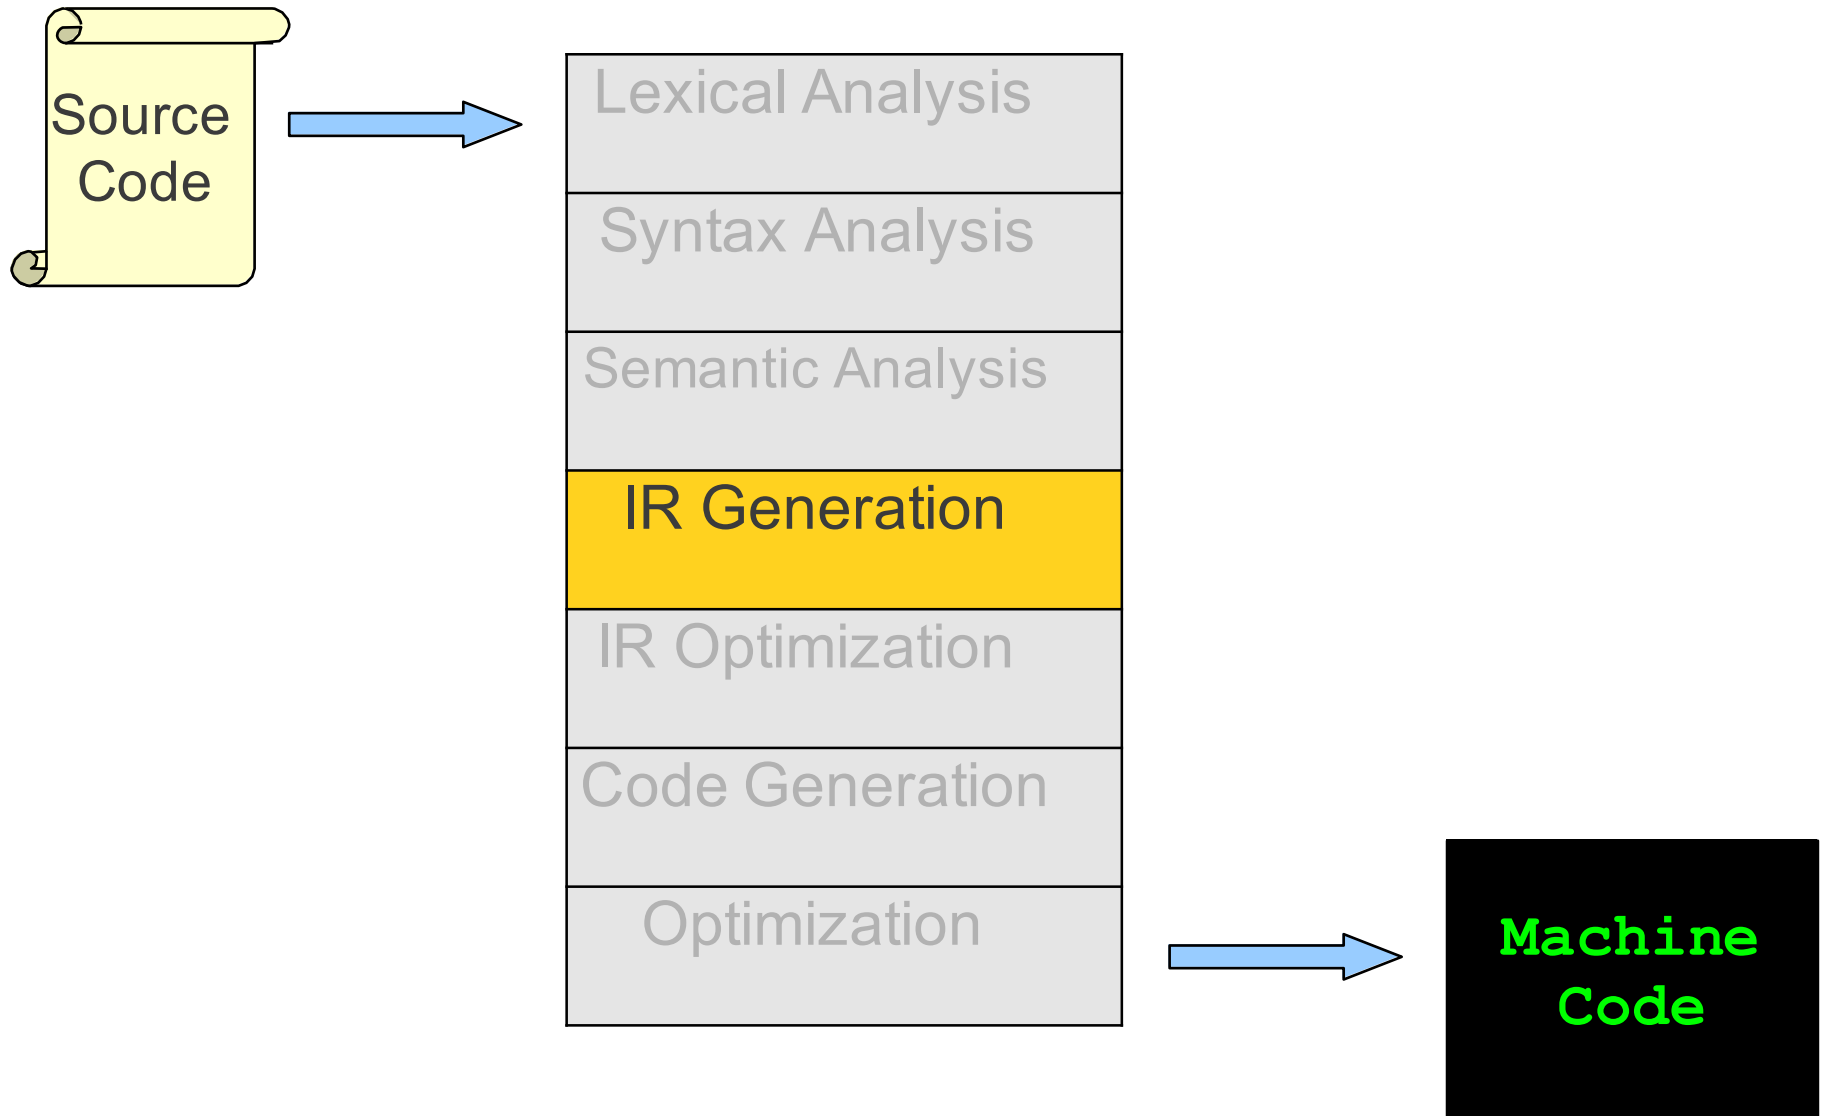 Source
Code
Lexical Analysis
Syntax Analysis
Semantic Analysis
IR Generation
IR Optimization
Code Generation
Optimization
Machine
Code